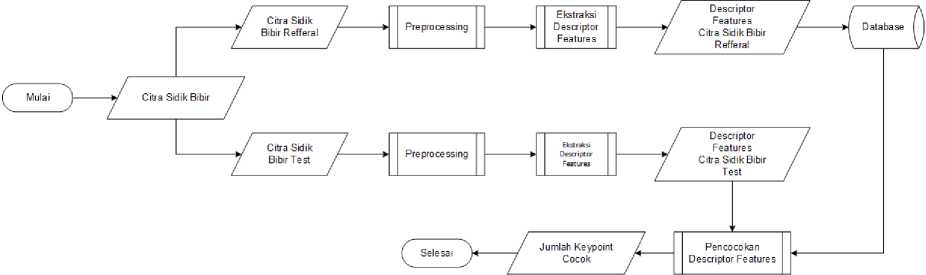 Citra Sidik
Bibir Refferal
Preprocessing
Ekstraksi
Descriptor
Features
Descriptor
Features
Citra Sidik Bibir
Refferal
Database
Mulai
Citra Sidik Bibir
Citra Sidik
Bibir Test
Preprocessing
Ekstraksi
Descriptor
Features
Descriptor
Features
Citra Sidik Bibir
Test
Selesai
Jumlah Keypoint
Cocok
Pencocokan
Descriptor Features